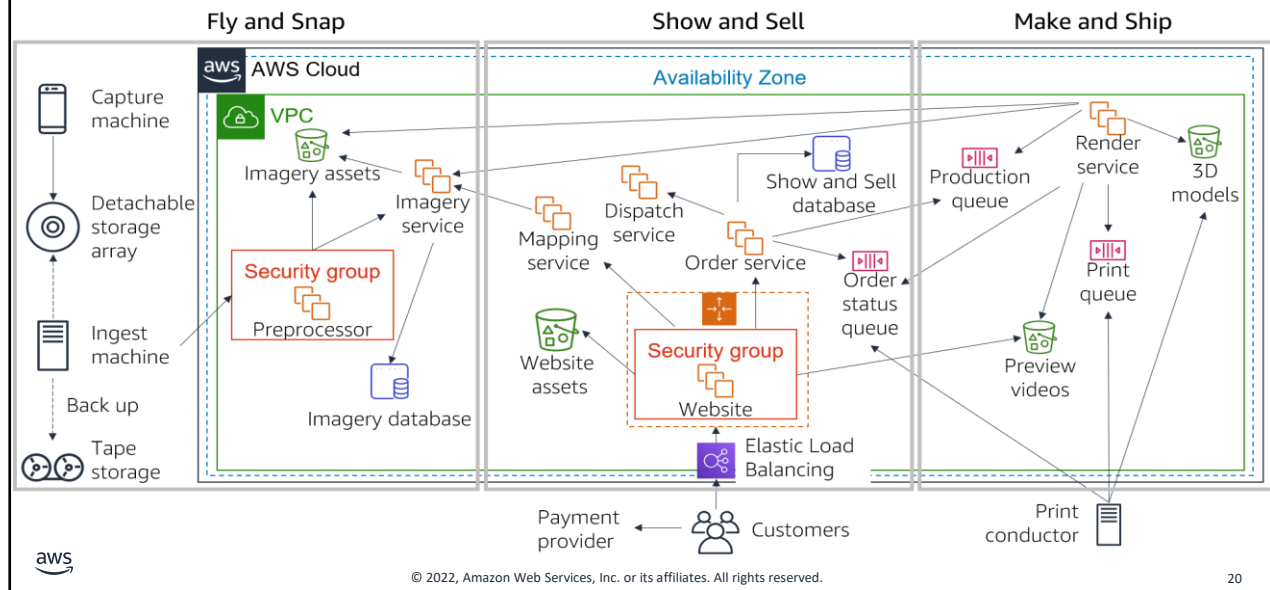 Fly and Snap
Show and Sell
Make and Ship
aws
AWS Cloud
Availability Zone
VPC
Capture
machine
Detachable
storage
array
Ingest
machine
Back up
Tape
storage
Imagery assets
Imagery
service
Security group
Preprocessor
Imagery database
Mapping
service
Dispatch
service
Show and Sell
database
Order service
Order
status
queue
Website
assets
Security group
Website
Elastic Load
Balancing
Production
queue
Render
service
3D
models
Print
queue
Preview
videos
Payment
provider
Customers
Print
conductor
aws
© 2022, Amazon Web Services, Inc. or its affiliates. All rights reserved.
20